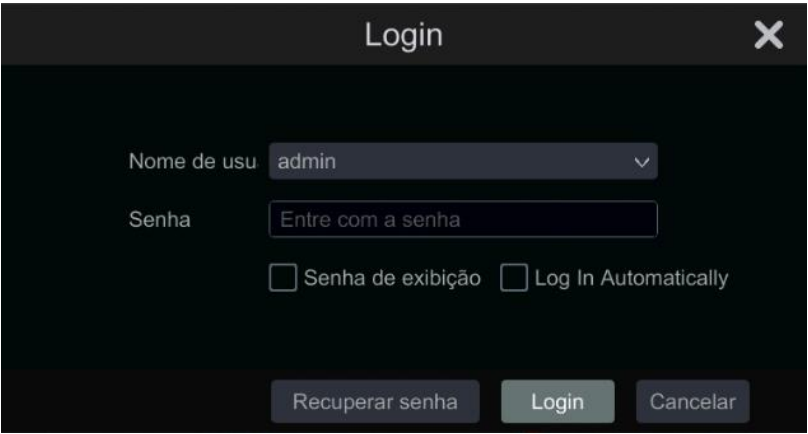 Login
Nome de usu
admin
Senha
Entre com a senha
Senha de exibição
Log In Automatically
Recuperar senha
Login
Cancelar